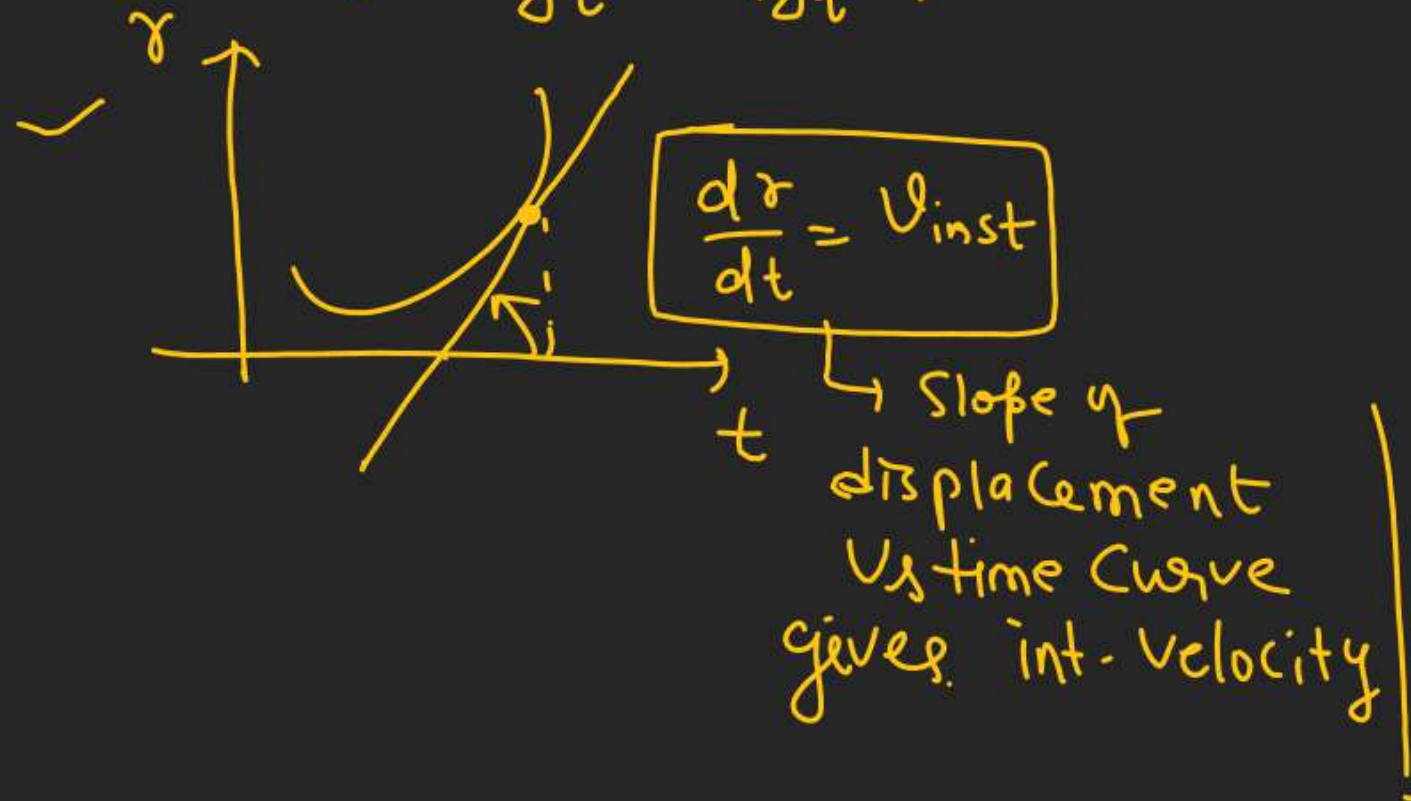 r
dr/dt = Vinst
t
→ Slope of
displacement
Vs time Curve
gives. int. velocity